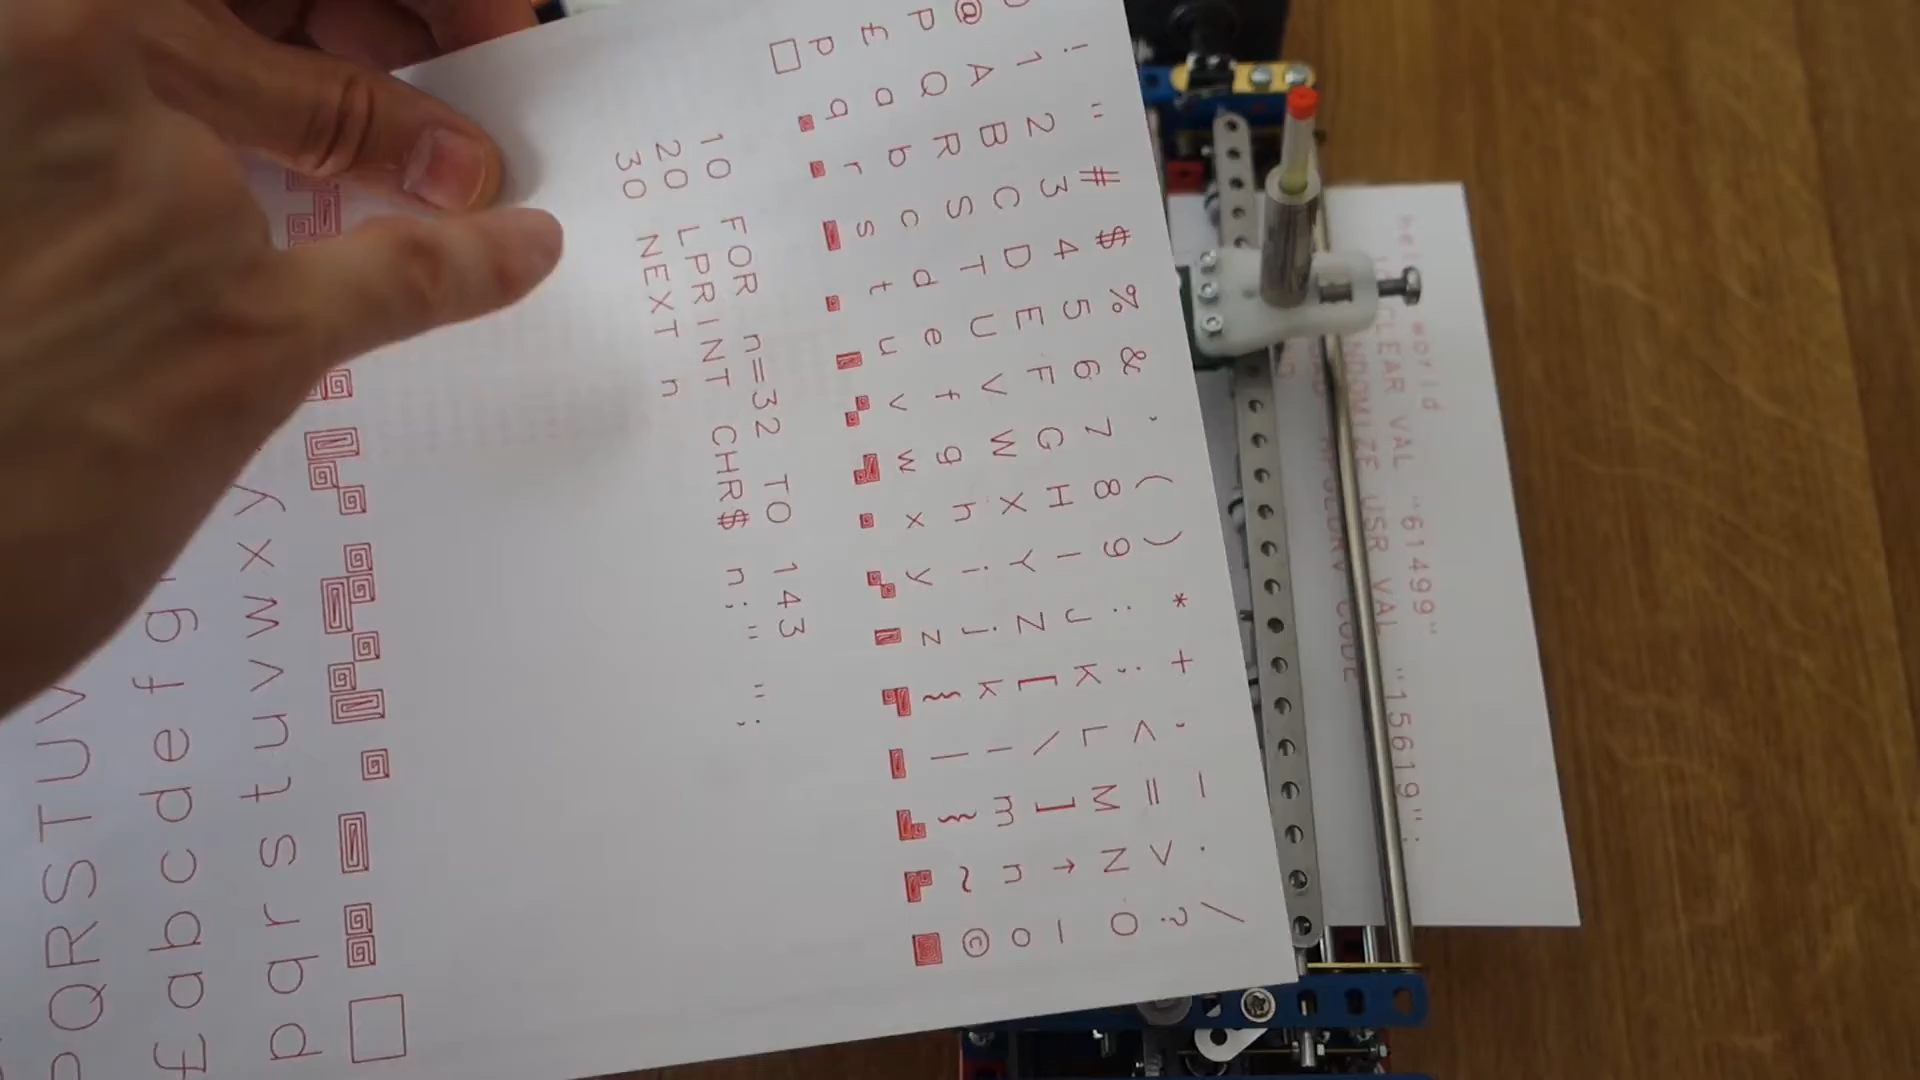 ! " # $ % & ' ( ) * + , - . /
1 2 3 4 5 6 7 8 9 : ; < = > ?
@ A B C D E F G H I J K L M N O
P Q R S T U V W X Y Z [ \ ] ↑ _
£ a b c d e f g h i j k l m n o
p q r s t u v w x y z { | } ~ ©
10 FOR n=32 TO 143
20 LPRINT CHR$ n;" ";
30 NEXT n
world
CLEAR VAL "61499"
USR VAL "15619":
CODE
PQRSTUV
£abcdefg
pqrstuvwxy